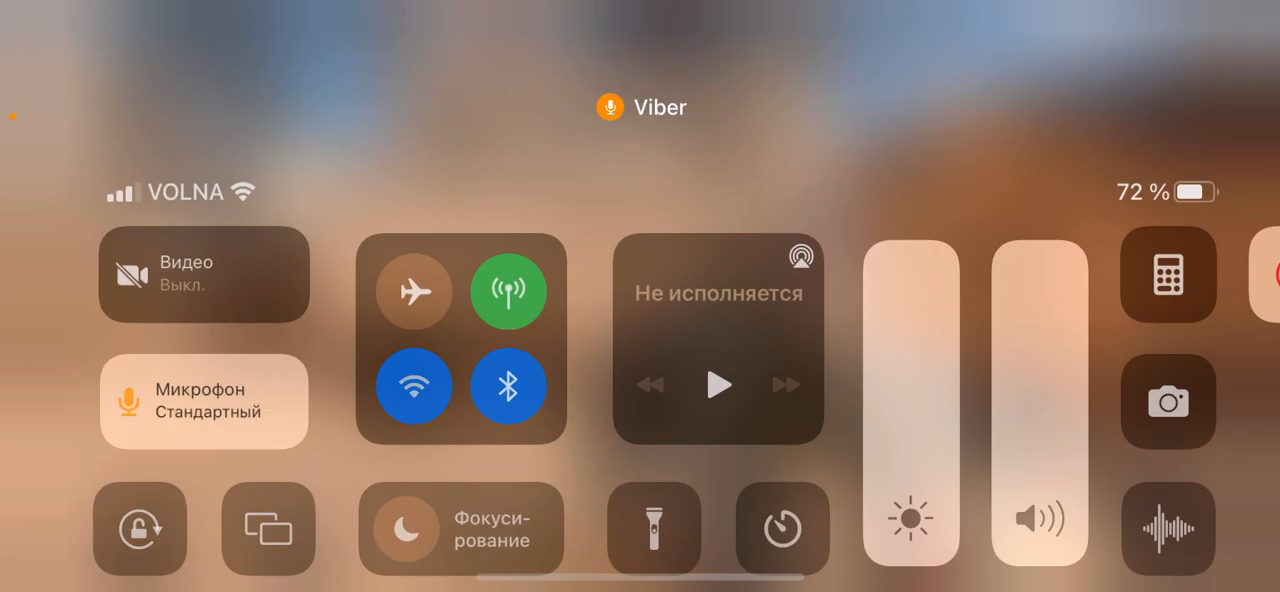 Viber
VOLNA
72 %
Видео
Выкл.
Не исполняется
Микрофон
Стандартный
Фокуси-
рование